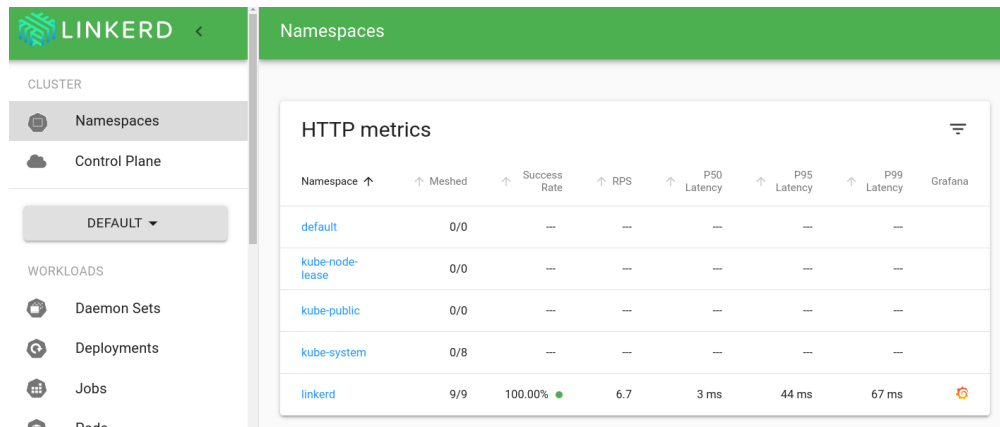 LINKERD
CLUSTER
Namespaces
Control Plane
DEFAULT
WORKLOADS
Daemon Sets
Deployments
Jobs
Pods
Namespaces
HTTP metrics
Namespace Meshed Success Rate RPS P50 Latency P95 Latency P99 Latency Grafana
default 0/0 --- --- --- --- ---
kube-node-
lease 0/0 --- --- --- --- ---
kube-public 0/0 --- --- --- --- ---
kube-system 0/8 --- --- --- --- ---
linkerd 9/9 100.00% 6.7 3 ms 44 ms 67 ms